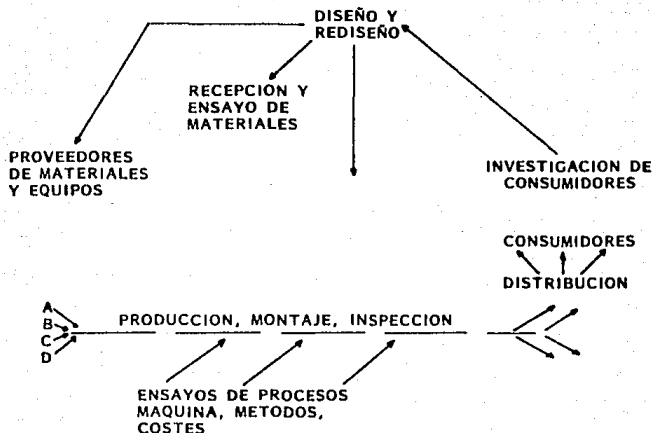 DISEÑO Y
REDISEÑO
RECEPCION Y
ENSAYO DE
MATERIALES
PROVEEDORES
DE MATERIALES
Y EQUIPOS
INVESTIGACION DE
CONSUMIDORES
CONSUMIDORES
DISTRIBUCION
A
B
C
D
PRODUCCION, MONTAJE, INSPECCION
ENSAYOS DE PROCESOS
MAQUINA, METODOS,
COSTES